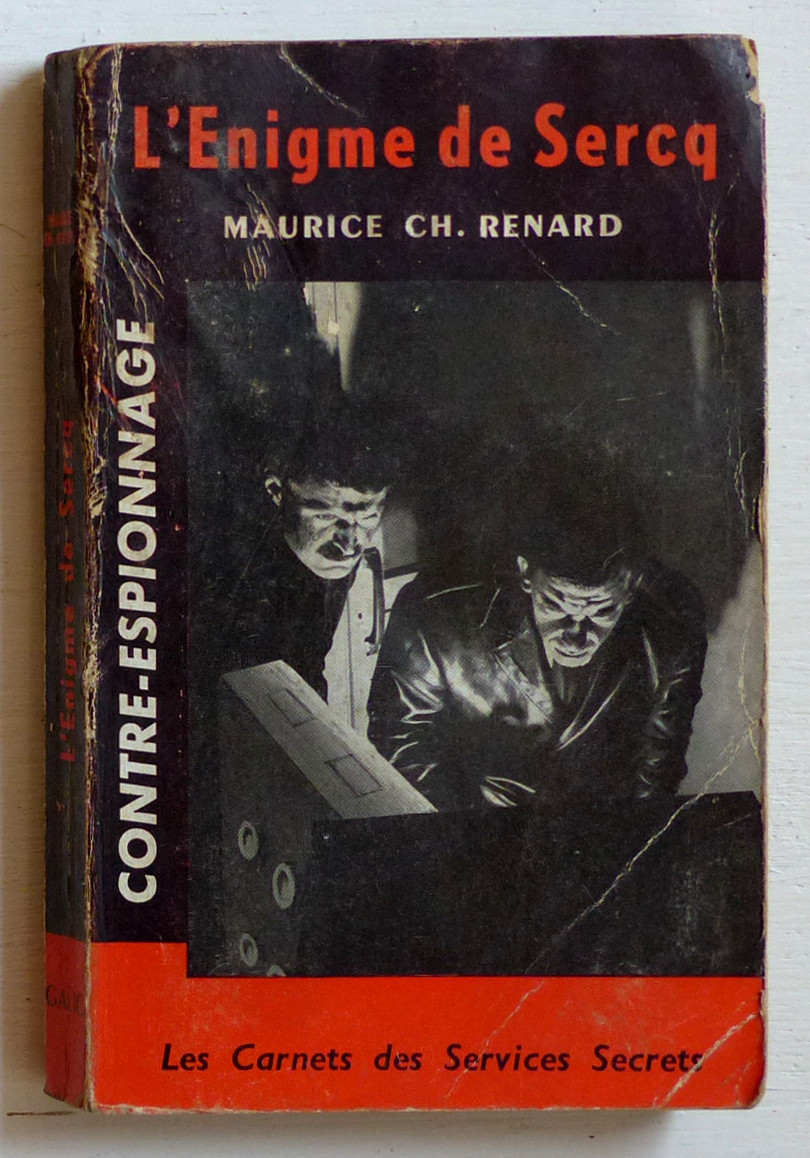 L'Enigme de Sercq
MAURICE CH. RENARD
CONTRE-ESPIONNAGE
Les Carnets des Services Secrets
L'Enigme de Sercq